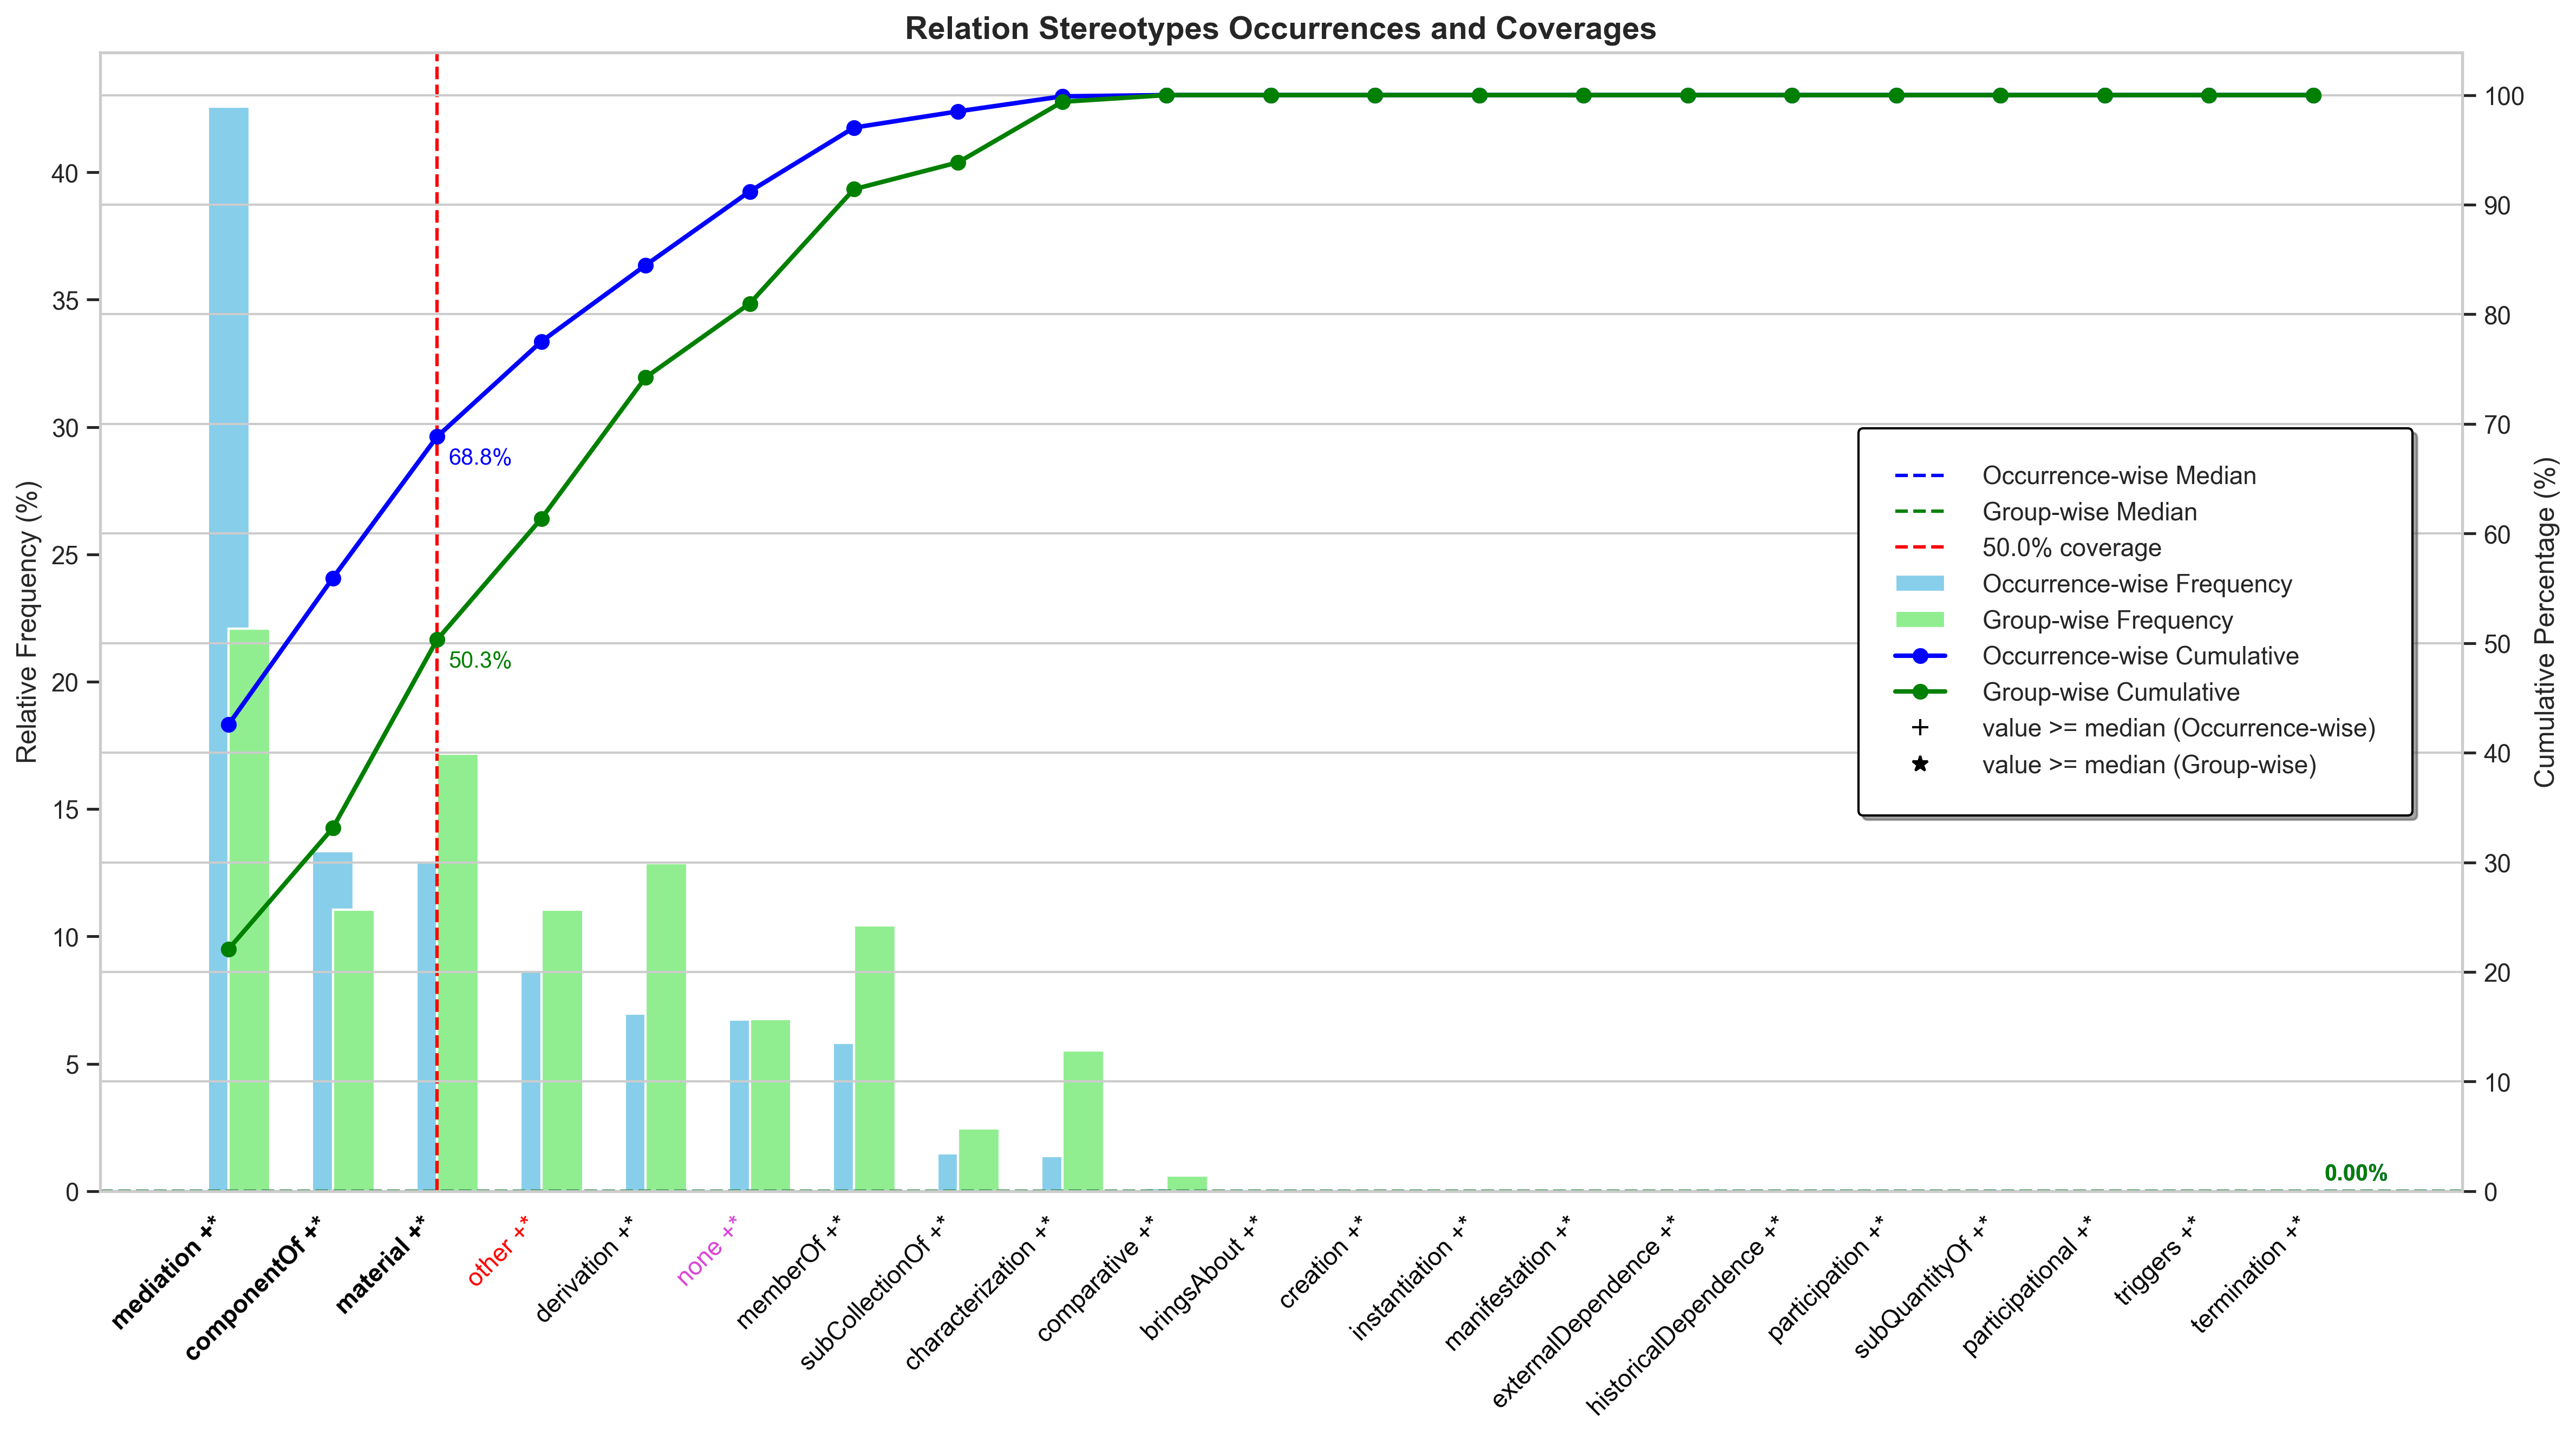 Relation Stereotypes Occurrences and Coverages
Relative Frequency (%)
40
35
30
25
20
15
10
5
0
68.8%
50.3%
Occurrence-wise Median
Group-wise Median
50.0% coverage
Occurrence-wise Frequency
Group-wise Frequency
Occurrence-wise Cumulative
Group-wise Cumulative
value >= median (Occurrence-wise)
value >= median (Group-wise)
0.00%
100
90
80
70
60
50
40
30
20
10
0
Cumulative Percentage (%)
mediation +*
componentOf +*
material +*
other +*
derivation +*
none +*
memberOf +*
subCollectionOf +*
characterization +*
comparative +*
bringsAbout +*
creation +*
instantiation +*
manifestation +*
externalDependence +*
historicalDependence +*
participation +*
subQuantityOf +*
participational +*
triggers +*
termination +*